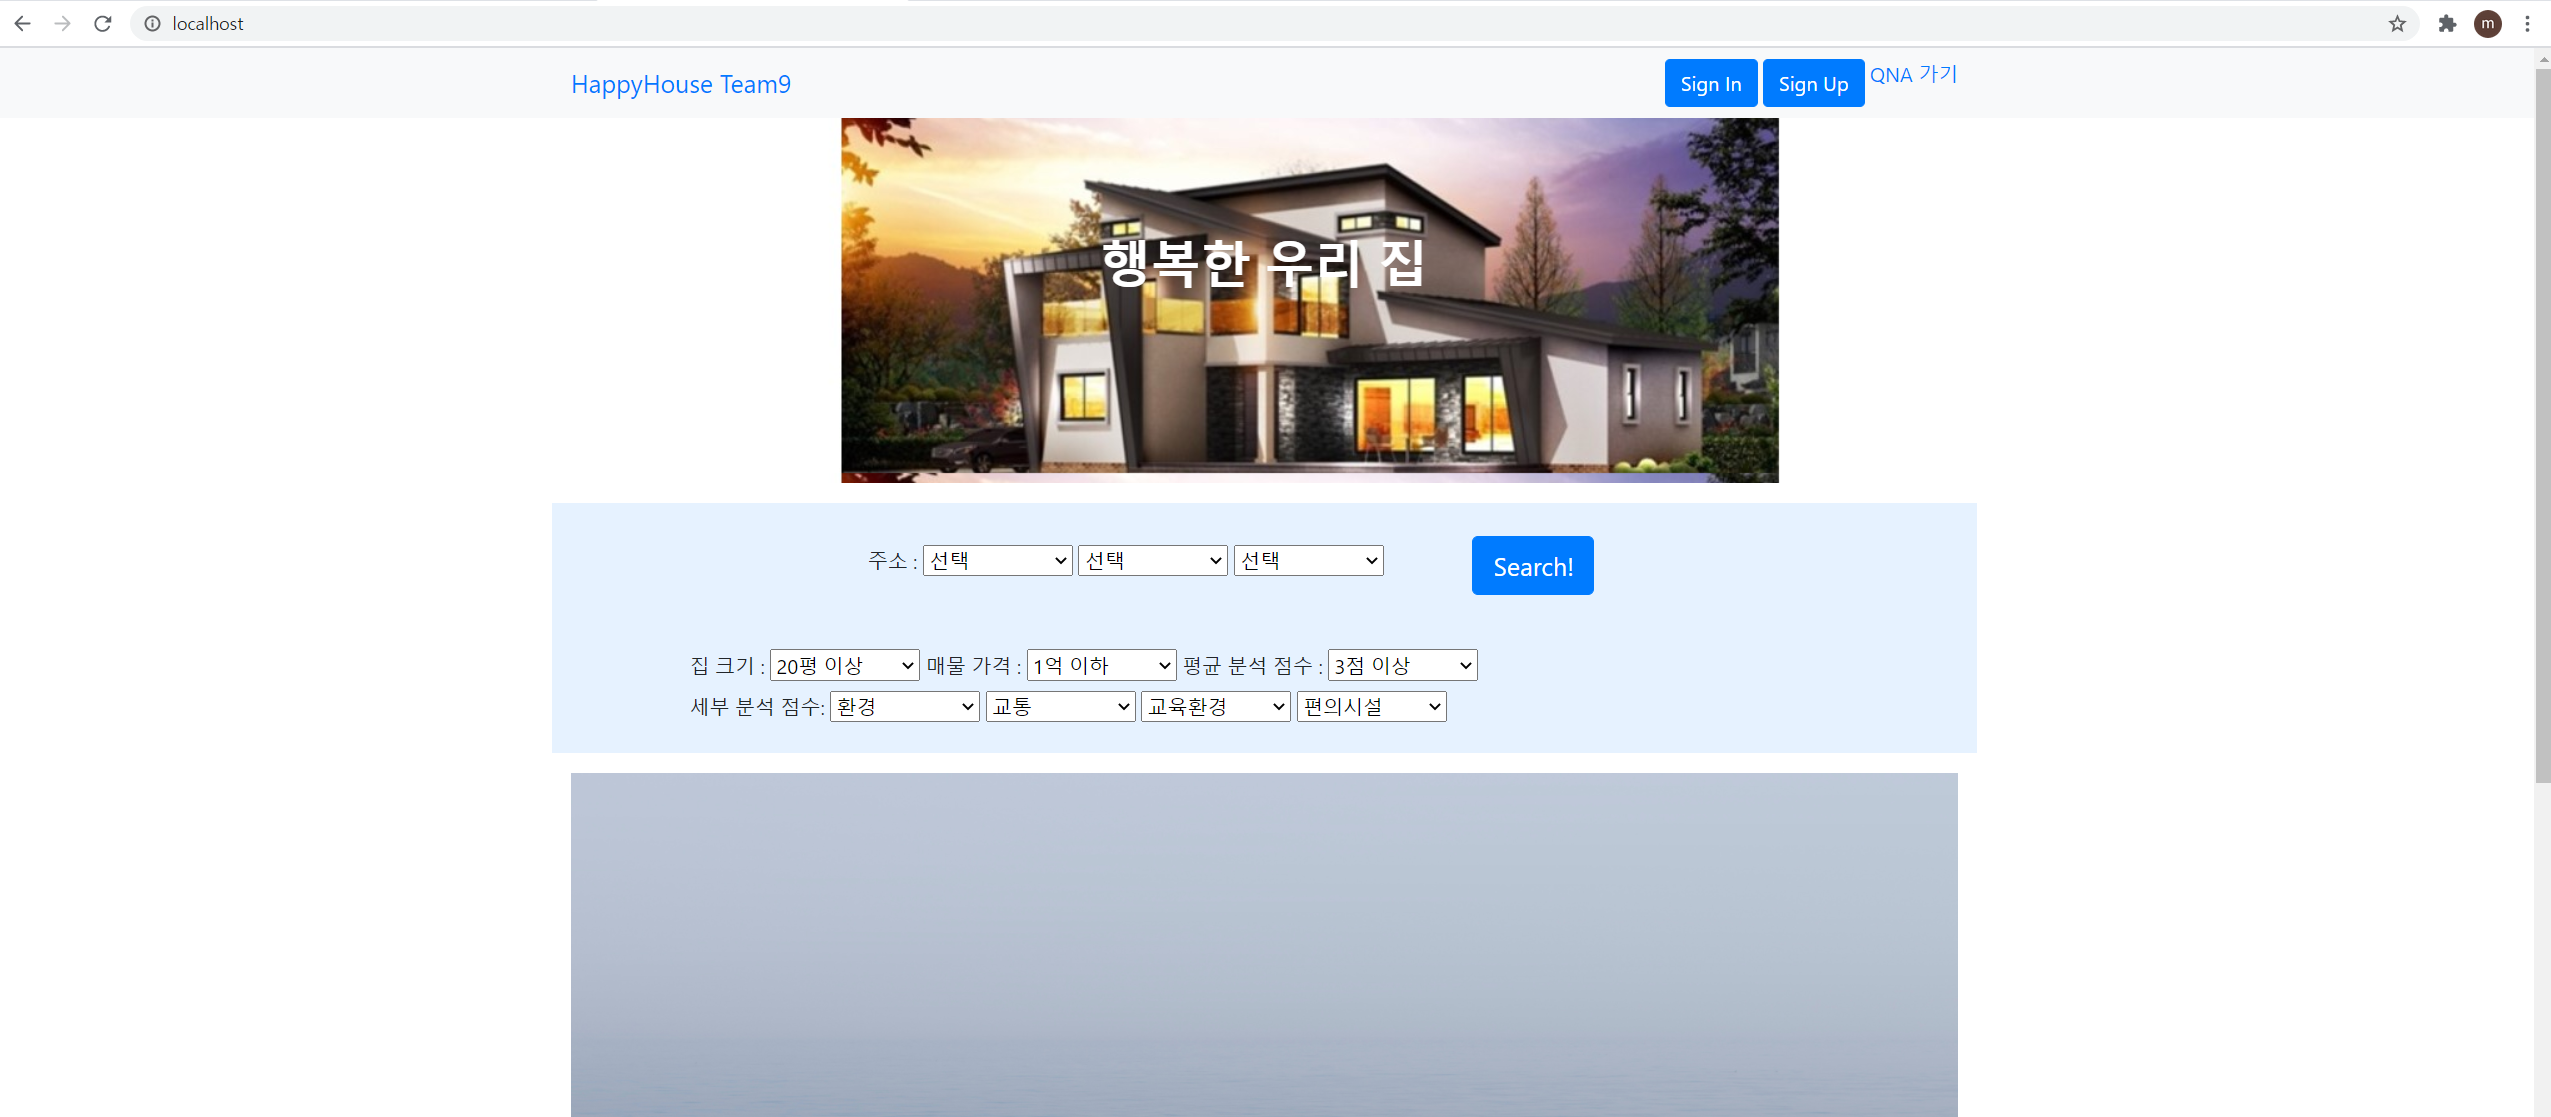 localhost
m
HappyHouse Team9
Sign In Sign Up QNA 가기
행복한 우리 집
주소 : 선택 선택 선택 Search!
집 크기 : 20평 이상 매물 가격 : 1억 이하 평균 분석 점수 : 3점 이상
세부 분석 점수: 환경 교통 교육환경 편의시설